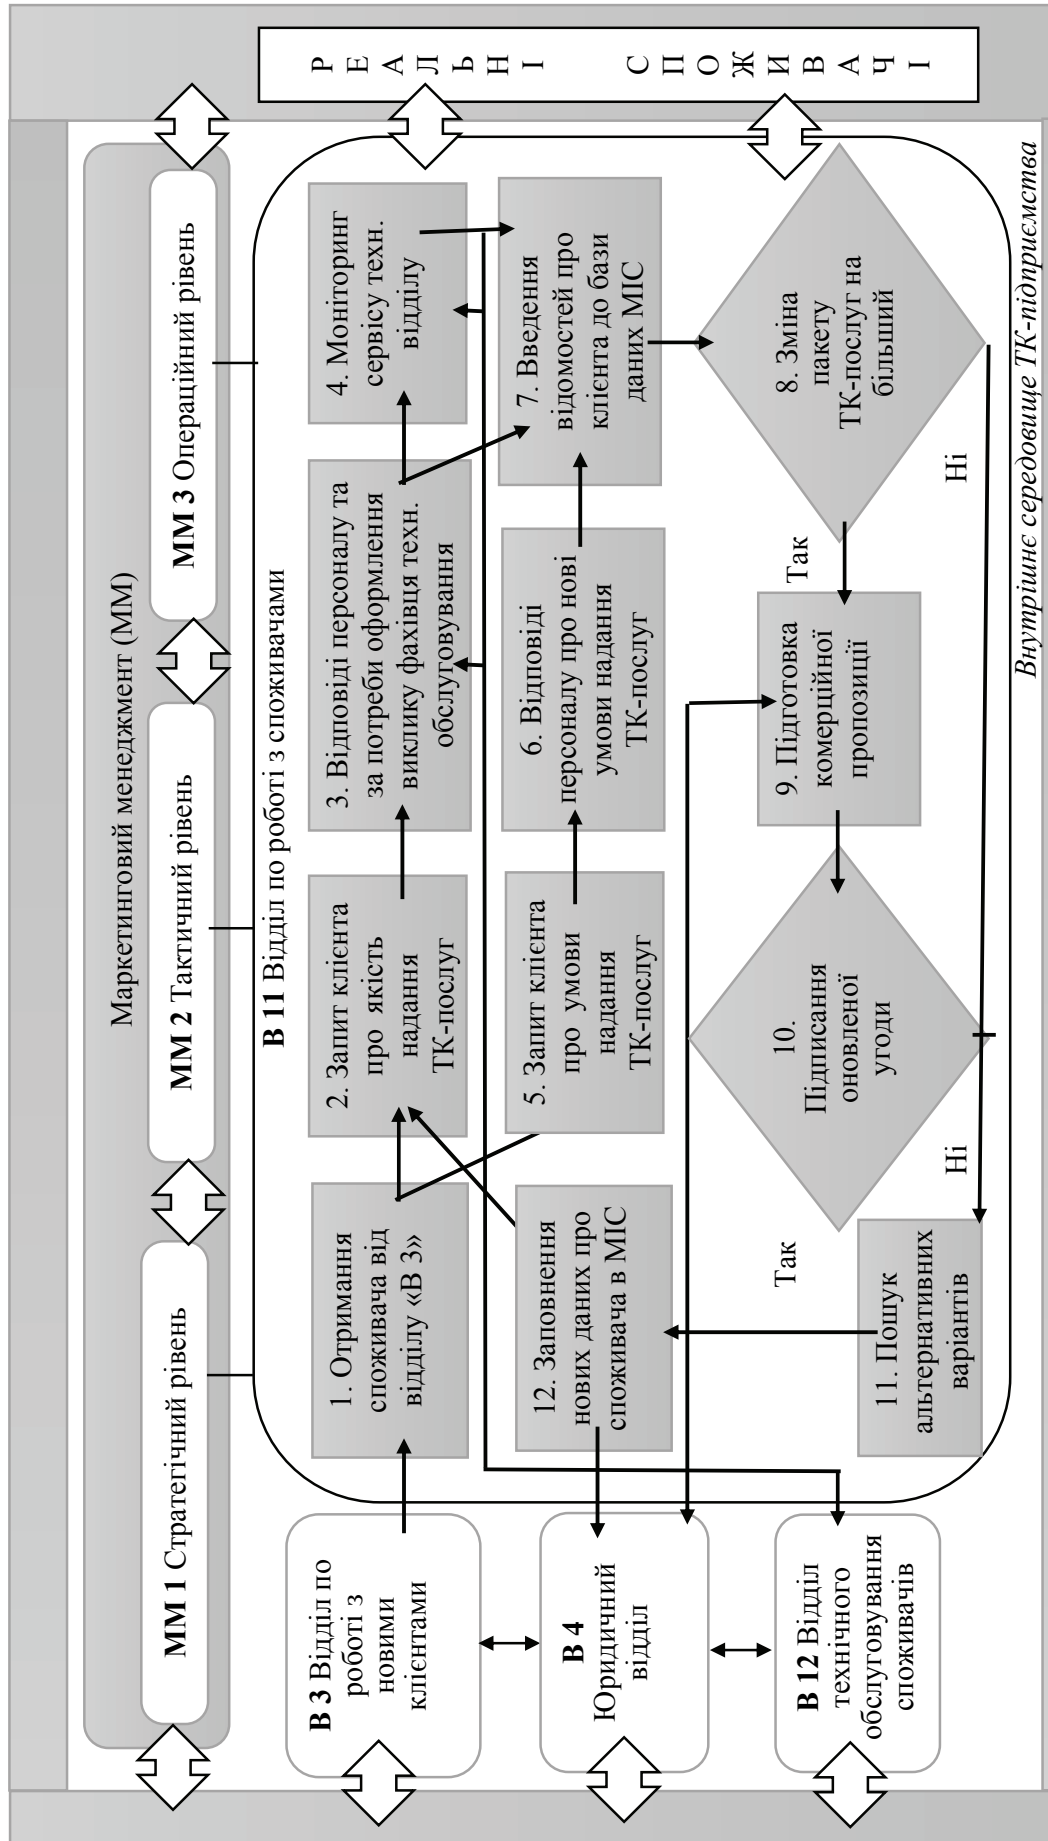 Маркетинговий менеджмент (ММ)
ММ 1 Стратегічний рівень
ММ 2 Тактичний рівень
ММ 3 Операційний рівень
В 11 Відділ по роботі з споживачами
В 3 Відділ по
роботі з
новими
клієнтами
В 4
Юридичний
відділ
В 12 Відділ
технічного
обслуговування
споживачів
1. Отримання
споживача від
відділу «В 3»
2. Запит клієнта
про якість
надання
ТК-послуг
3. Відповіді персоналу та
за потреби оформлення
виклику фахівця техн.
обслуговування
4. Моніторинг
сервісу техн.
відділу
12. Заповнення
нових даних про
споживача в МІС
5. Запит клієнта
про умови
надання
ТК-послуг
6. Відповіді
персоналу про нові
умови надання
ТК-послуг
7. Введення
відомостей про
клієнта до бази
даних МІС
11. Пошук
альтернативних
варіантів
Так
Ні
10.
Підписання
оновленої
угоди
9. Підготовка
комерційної
пропозиції
Так
Ні
8. Зміна
пакету
ТК-послуг на
більший
РЕАЛЬНІ СПОЖИВАЧІ
Внутрішнє середовище ТК-підприємства